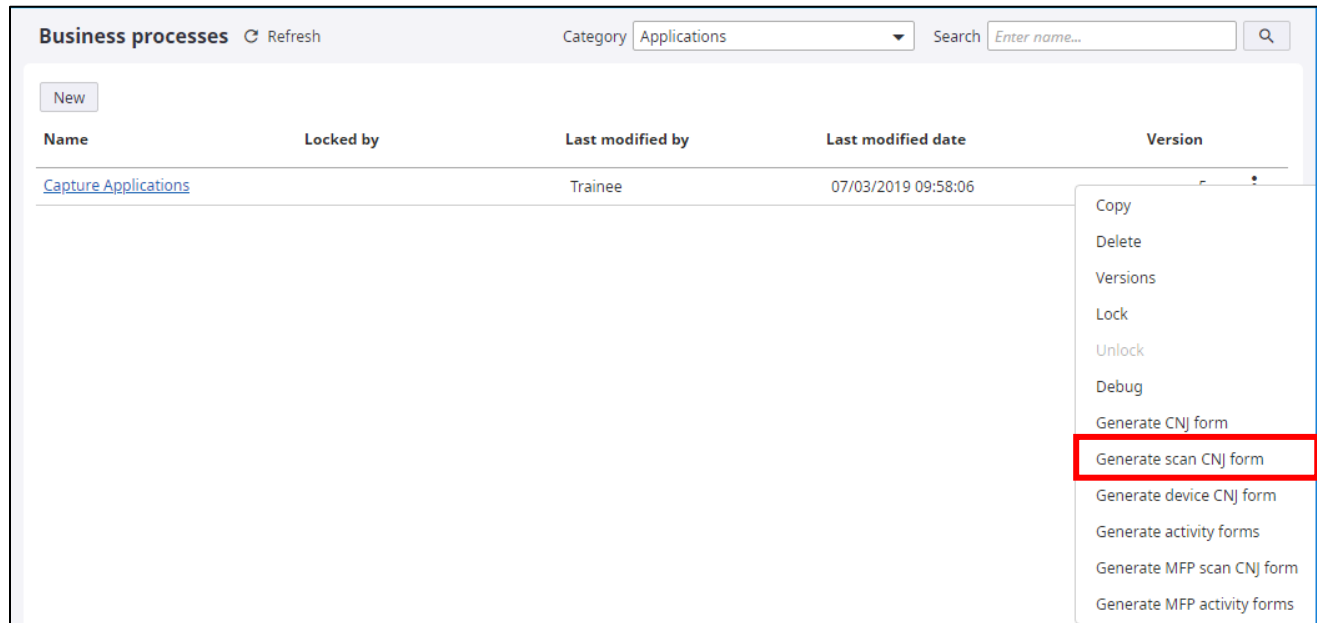 Business processes Refresh Category Applications Search Enter name...
New
Name Locked by Last modified by Last modified date Version
Capture Applications Trainee 07/03/2019 09:58:06
Copy
Delete
Versions
Lock
Unlock
Debug
Generate CNJ form
Generate scan CNJ form
Generate device CNJ form
Generate activity forms
Generate MFP scan CNJ form
Generate MFP activity forms